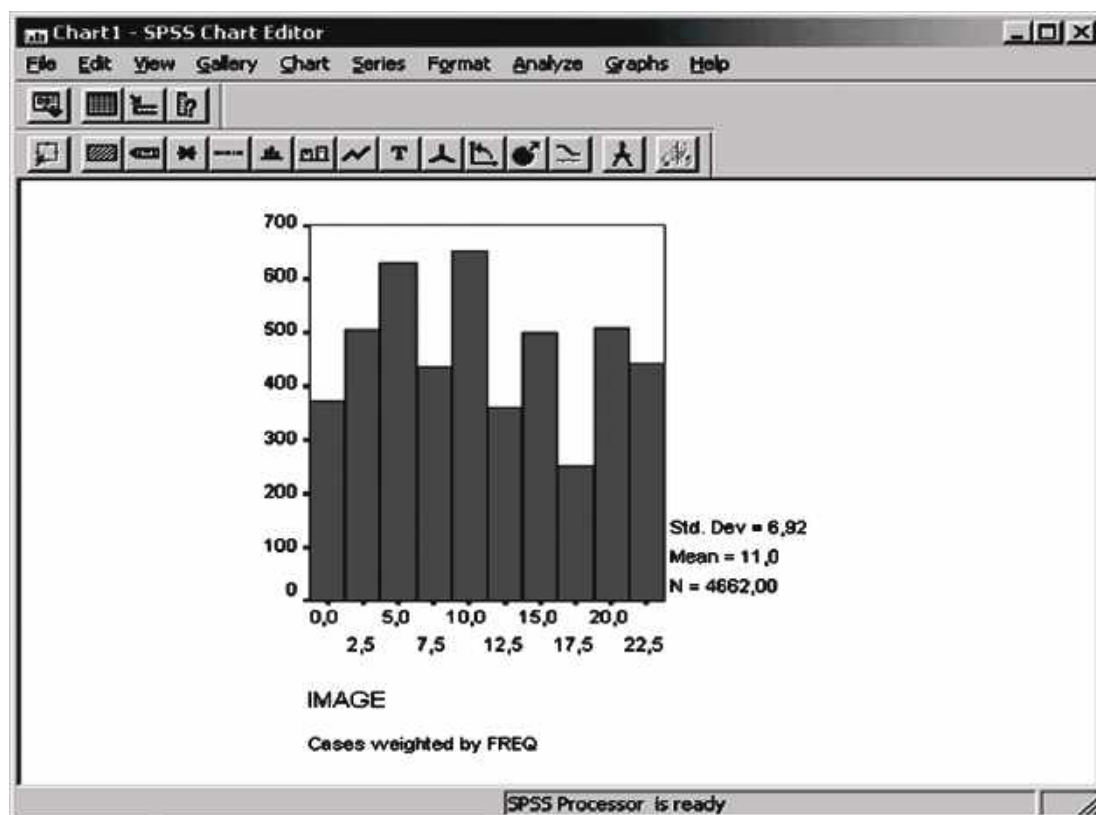 Chart1 - SPSS Chart Editor
File Edit View Gallery Chart Series Format Analyze Graphs Help
T
700
600
500
400
300
200
100
0
Std. Dev = 6,92
Mean = 11,0
N = 4662,00
0,0 5,0 10,0 15,0 20,0
2,5 7,5 12,5 17,5 22,5
IMAGE
Cases weighted by FREQ
SPSS Processor is ready